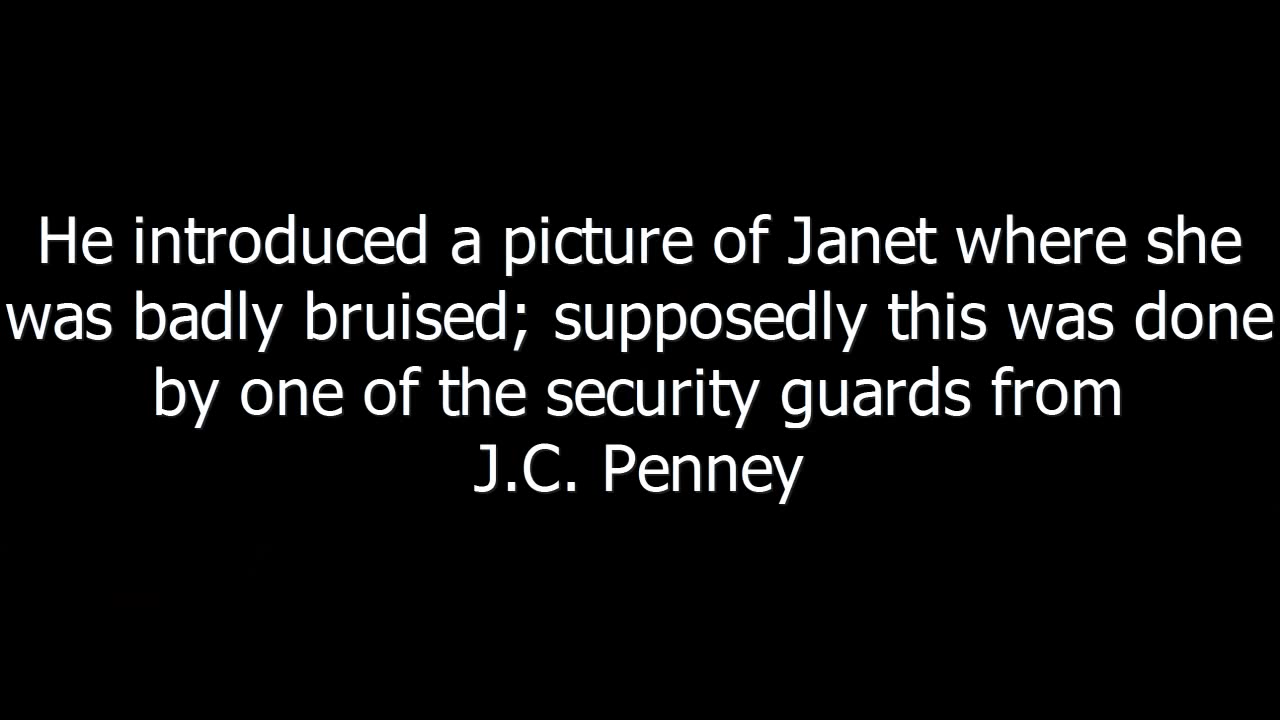 He introduced a picture of Janet where she
was badly bruised; supposedly this was done
by one of the security guards from
J.C. Penney